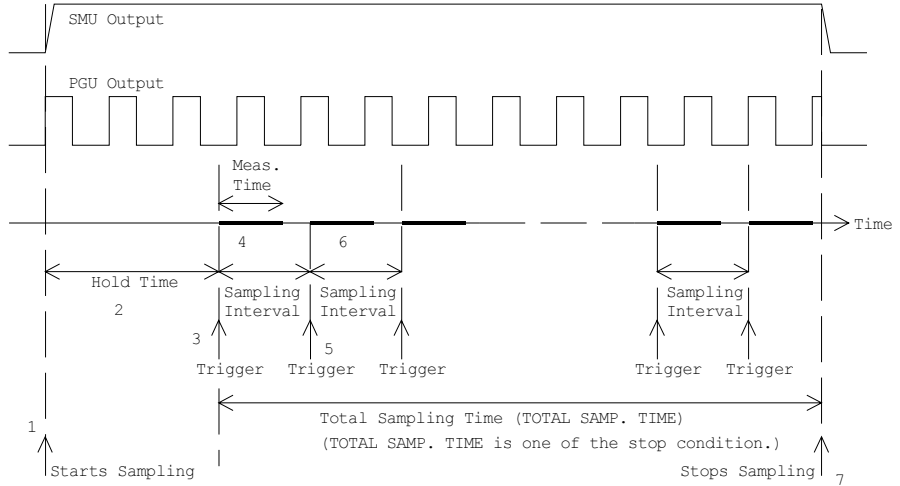 SMU Output
PGU Output
Meas.
Time
Time
4
6
Hold Time
2
Sampling
Interval
Sampling
Interval
Sampling
Interval
3
5
Trigger
Trigger
Trigger
Trigger
Trigger
Total Sampling Time (TOTAL SAMP. TIME)
(TOTAL SAMP. TIME is one of the stop condition.)
1
Starts Sampling
Stops Sampling
7